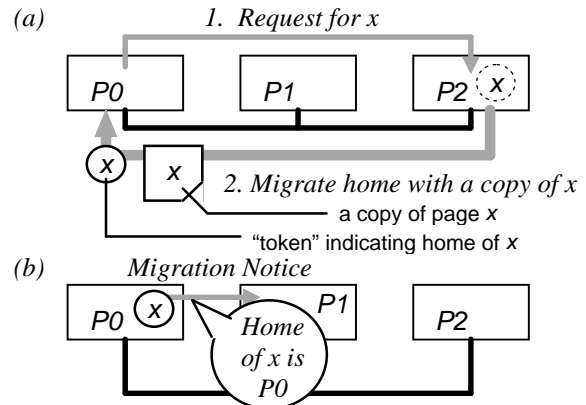 (a)
1. Request for x
P0
P1
P2
x
x
x
2. Migrate home with a copy of x
a copy of page x
“token” indicating home of x
(b)
Migration Notice
P0
x
P1
P2
Home
of x is
P0